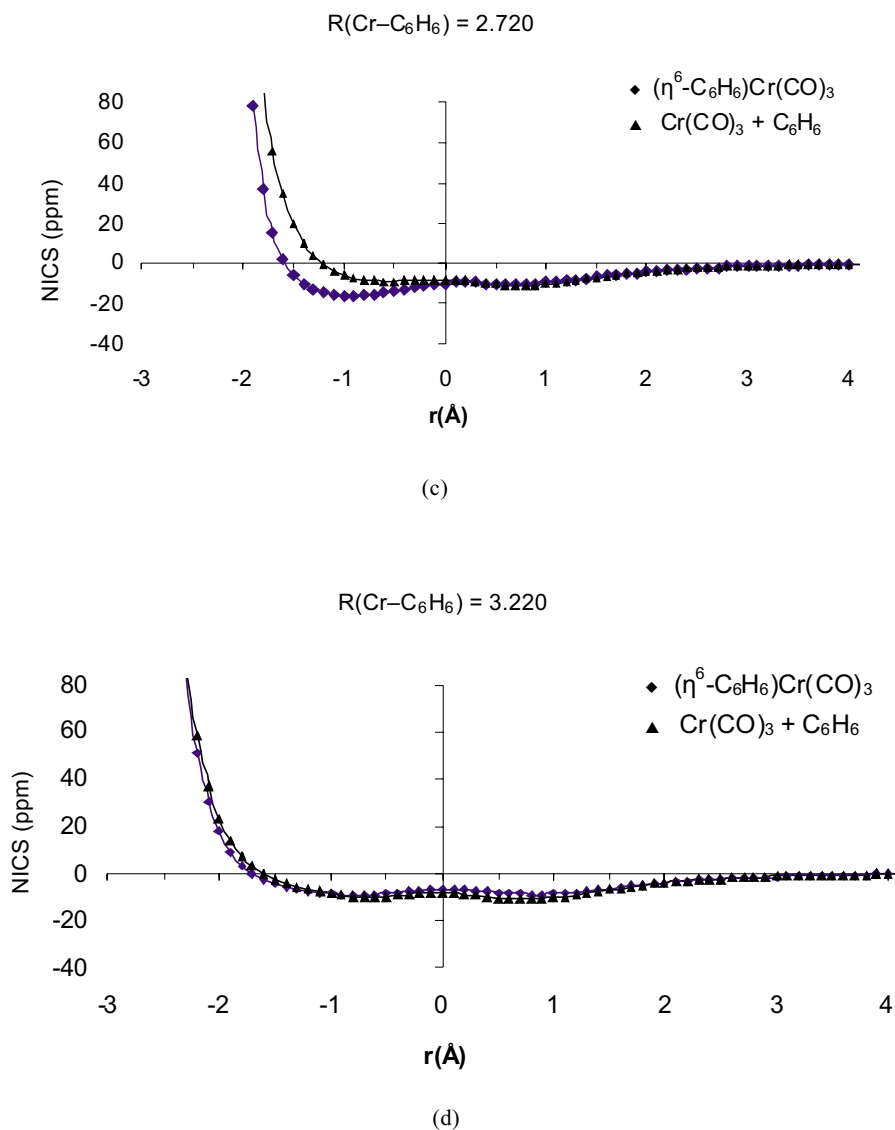 R(Cr–C₆H₆) = 2.720
(η⁶-C₆H₆)Cr(CO)₃
Cr(CO)₃ + C₆H₆
NICS (ppm)
80
60
40
20
0
-20
-40
-3 -2 -1 0 1 2 3 4
r(Å)
(c)
R(Cr–C₆H₆) = 3.220
(η⁶-C₆H₆)Cr(CO)₃
Cr(CO)₃ + C₆H₆
NICS (ppm)
80
60
40
20
0
-20
-40
-3 -2 -1 0 1 2 3 4
r(Å)
(d)